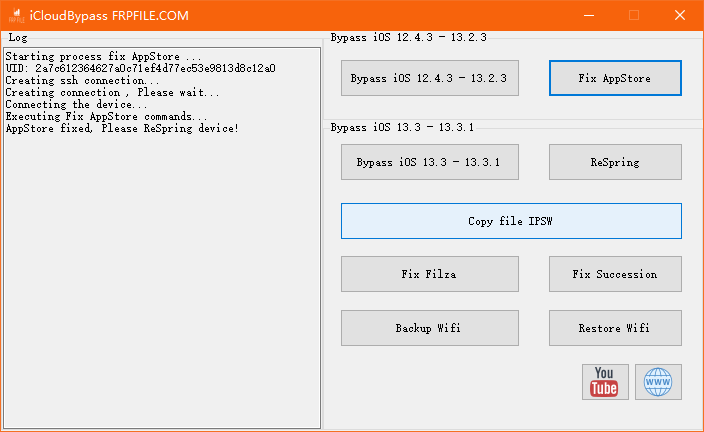 iCloudBypass FRPFILE.COM
Log
Starting process fix AppStore ...
UID: 2a7c612364627a0c71ef4d77ec53e9813d8c12a0
Creating ssh connection...
Creating connection , Please wait...
Connecting the device...
Executing Fix AppStore commands...
AppStore fixed, Please ReSpring device!
Bypass iOS 12.4.3 - 13.2.3
Bypass iOS 12.4.3 - 13.2.3
Fix AppStore
Bypass iOS 13.3 - 13.3.1
Bypass iOS 13.3 - 13.3.1
ReSpring
Copy file IPSW
Fix Filza
Fix Succession
Backup Wifi
Restore Wifi
You
Tube
WWW